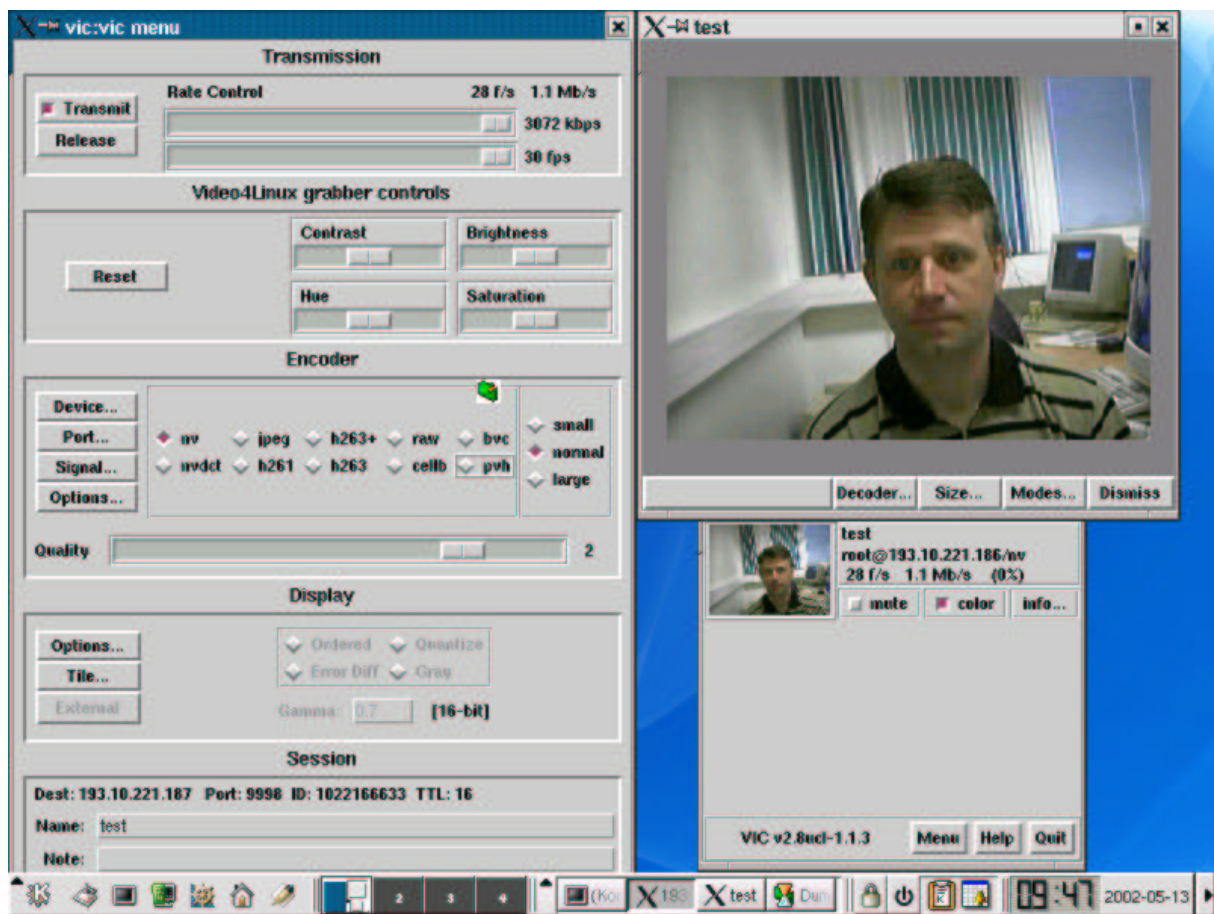 vic:vic menu
Transmission
Transmit
Release
Rate Control
28 f/s 1.1 Mb/s
3072 kbps
30 fps
Video4Linux grabber controls
Reset
Contrast
Brightness
Hue
Saturation
Encoder
Device...
Port...
Signal...
Options...
nv jpeg h263+ raw bvc
nvdct h261 h263 cellb pvh
small
normal
large
Quality
2
Display
Options...
Tile...
External
Ordered Quantize
Error Diff Gray
Gamma: 0.7 [16-bit]
Session
Dest: 193.10.221.187 Port: 9998 ID: 1022166633 TTL: 16
Name: test
Note:
test
Decoder... Size... Modes... Dismiss
test
root@193.10.221.186/nv
28 f/s 1.1 Mb/s (0%)
mute color info...
VIC v2.8ucl-1.1.3 Menu Help Quit
2 3 4 (Kon X 193 X test Dum 09:47 2002-05-13